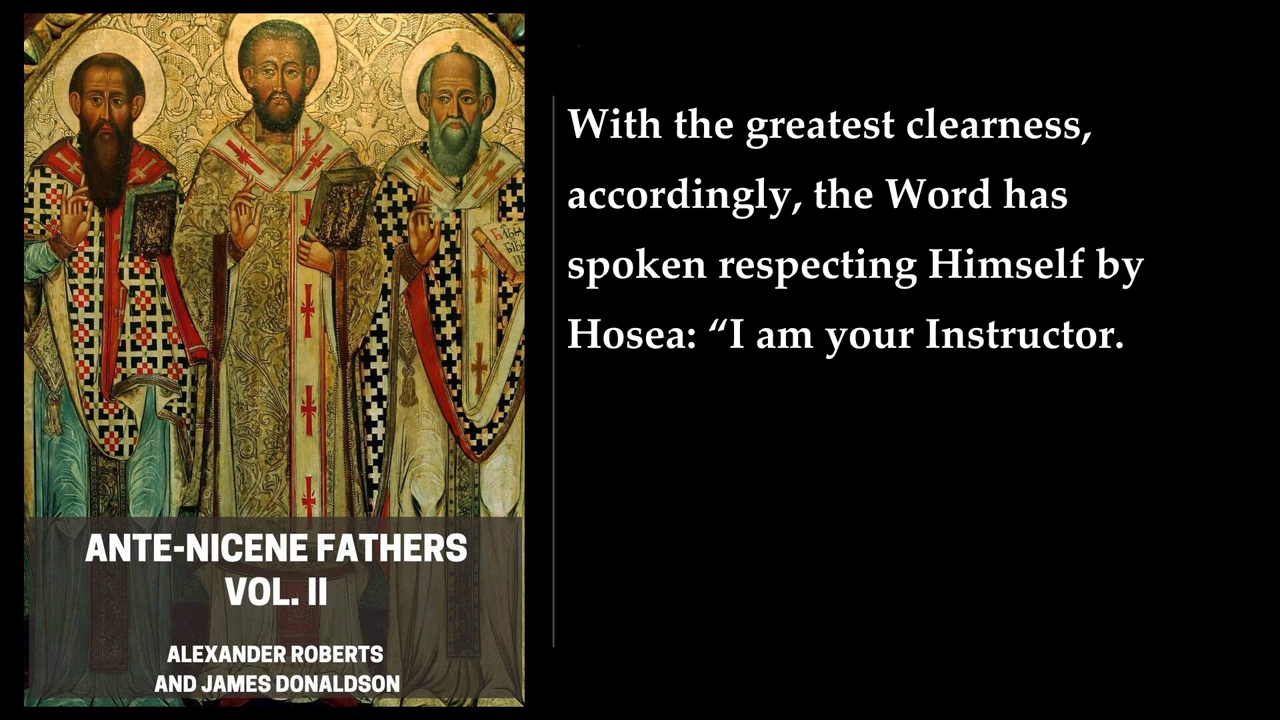 With the greatest clearness,
accordingly, the Word has
spoken respecting Himself by
Hosea: “I am your Instructor.
ANTE-NICENE FATHERS
VOL. II
ALEXANDER ROBERTS
AND JAMES DONALDSON